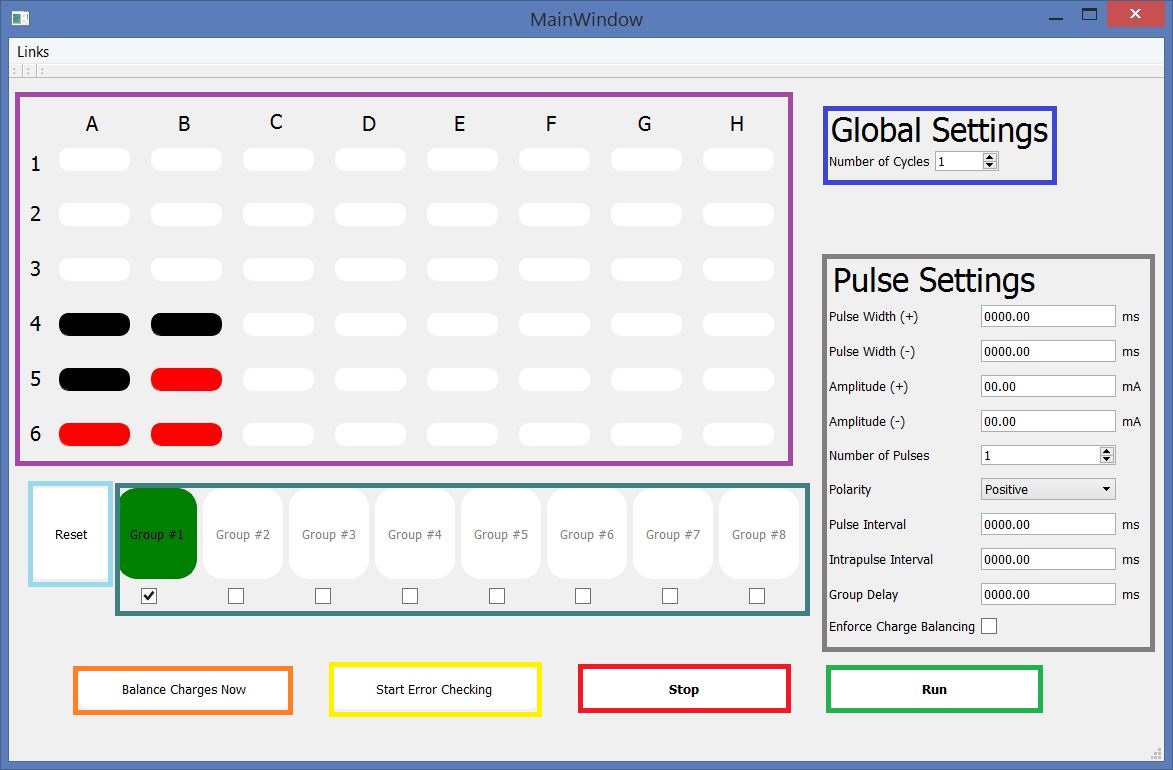 MainWindow
Links
A B C D E F G H
1
2
3
4
5
6
Global Settings
Number of Cycles 1
Pulse Settings
Pulse Width (+) 0000.00 ms
Pulse Width (-) 0000.00 ms
Amplitude (+) 00.00 mA
Amplitude (-) 00.00 mA
Number of Pulses 1
Polarity Positive
Pulse Interval 0000.00 ms
Intrapulse Interval 0000.00 ms
Group Delay 0000.00 ms
Enforce Charge Balancing
Reset Group #1 Group #2 Group #3 Group #4 Group #5 Group #6 Group #7 Group #8
Balance Charges Now Start Error Checking Stop Run